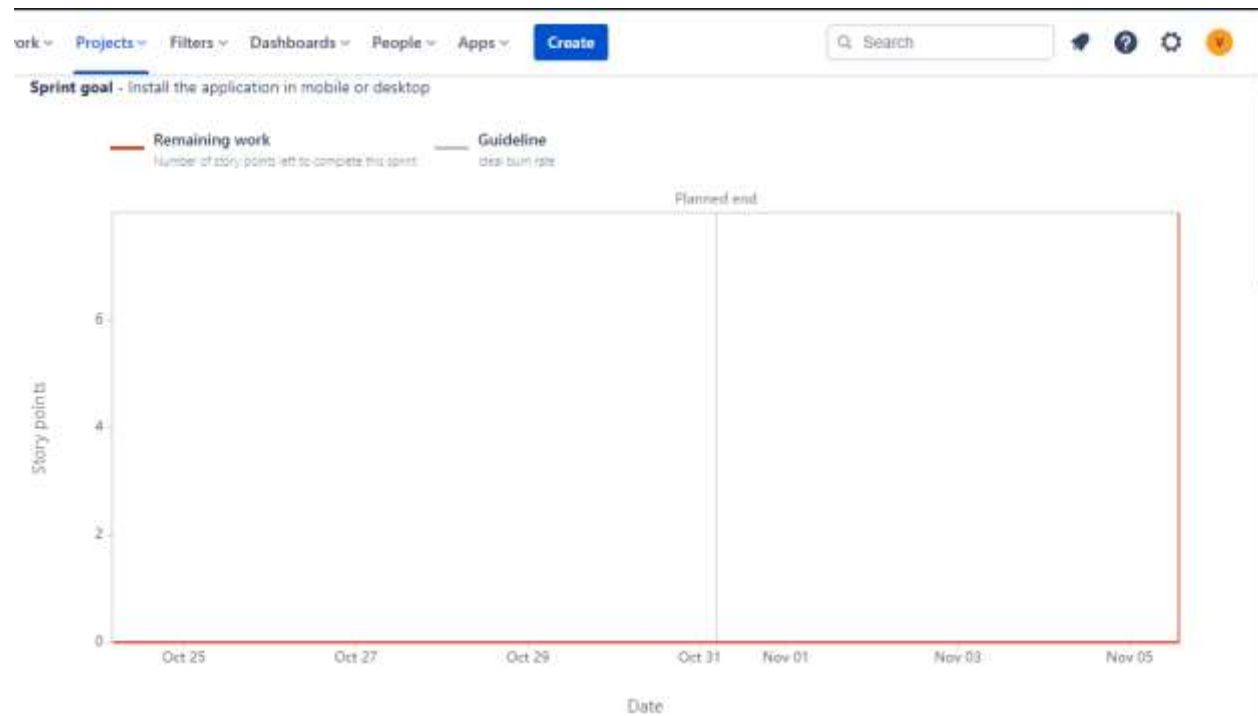 ork Projects Filters Dashboards People Apps Create Search V
Sprint goal - Install the application in mobile or desktop
Remaining work Guideline
Number of story points left to complete this sprint Ideal burn rate
Planned end
6
Story points
4
2
0
Oct 25 Oct 27 Oct 29 Oct 31 Nov 01 Nov 03 Nov 05
Date